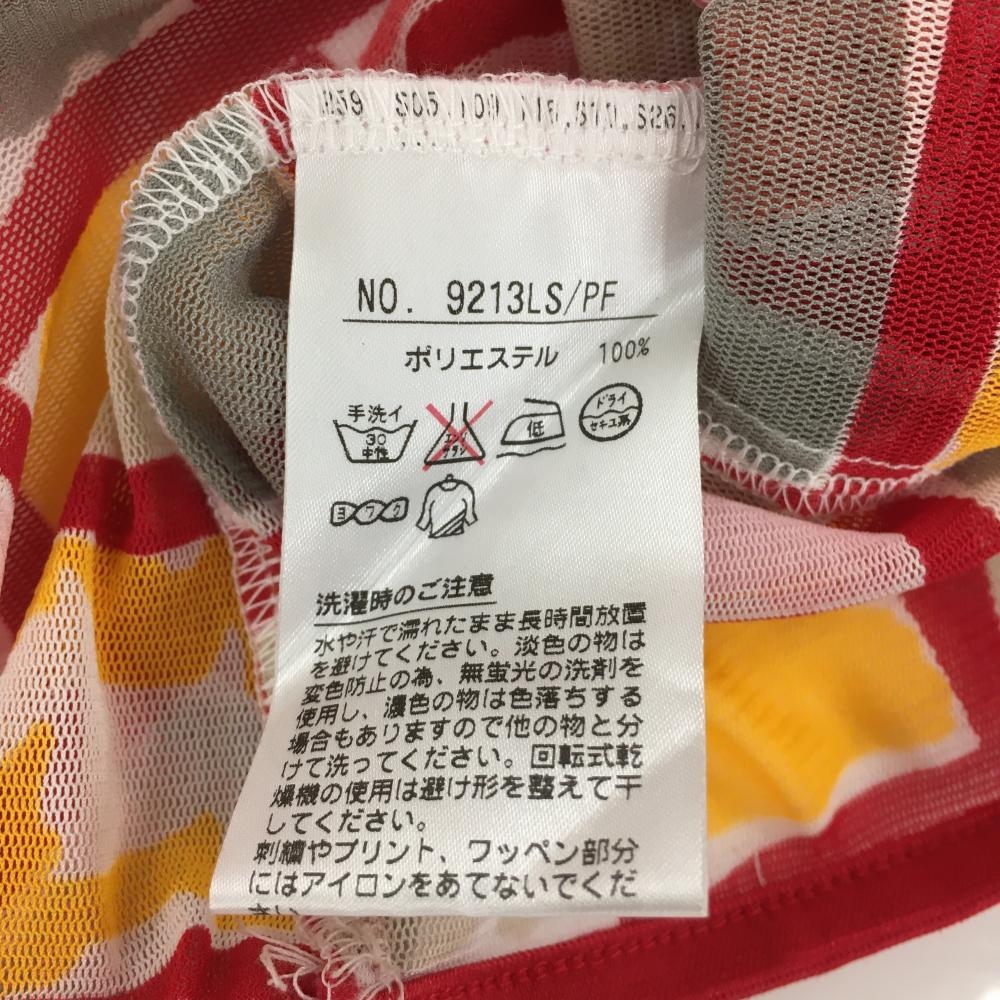 NO. 9213LS/PF
ポリエステル 100%
手洗イ
30
中性
エンソ
サラシ
低
ドライ
セキユ系
ヨワク
洗濯時のご注意
水や汗で濡れたまま長時間放置
を避けてください。淡色の物は
変色防止の為、無蛍光の洗剤を
使用し、濃色の物は色落ちする
場合もありますので他の物と分
けて洗ってください。回転式乾
燥機の使用は避け形を整えて干
してください。
刺繍やプリント、ワッペン部分
にはアイロンをあてないでくだ